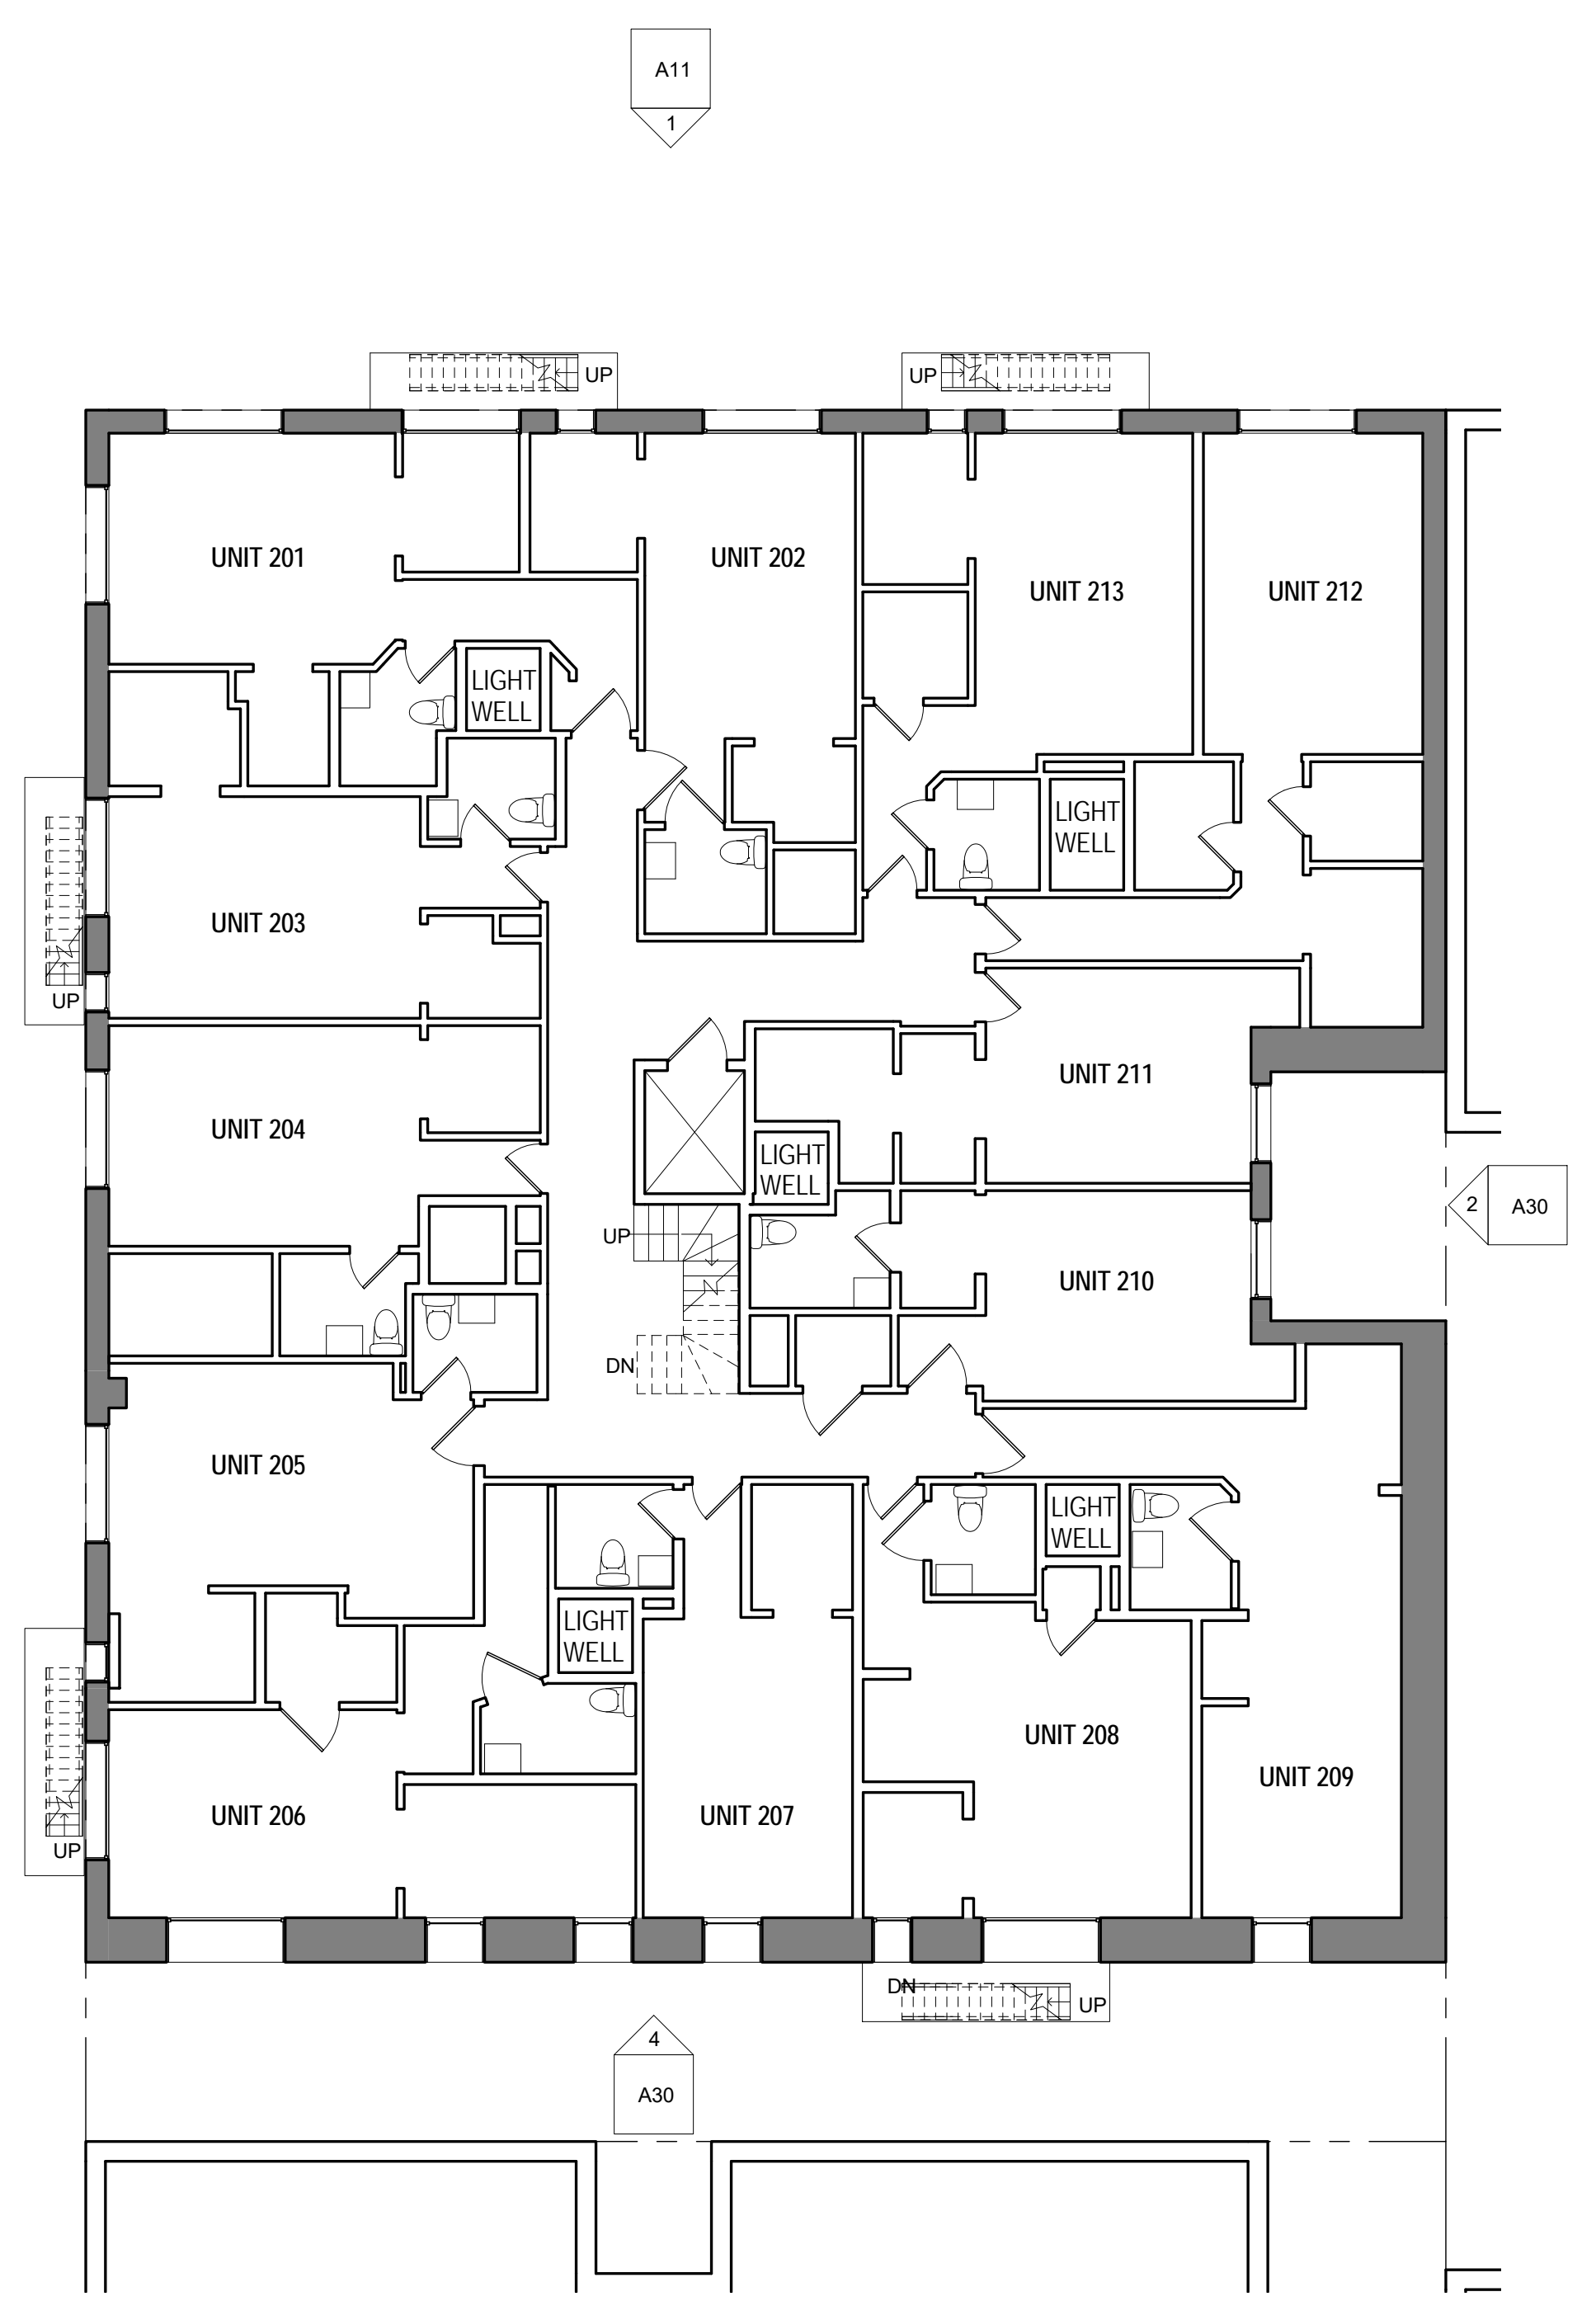 A11
1
UP
UP
UNIT 201
UNIT 202
UNIT 213
UNIT 212
LIGHT
WELL
LIGHT
WELL
UNIT 203
UP
UNIT 211
UNIT 204
LIGHT
WELL
2
A30
UP
UNIT 210
DN
UNIT 205
LIGHT
WELL
LIGHT
WELL
UNIT 208
UNIT 209
UNIT 206
UNIT 207
UP
DN
UP
4
A30